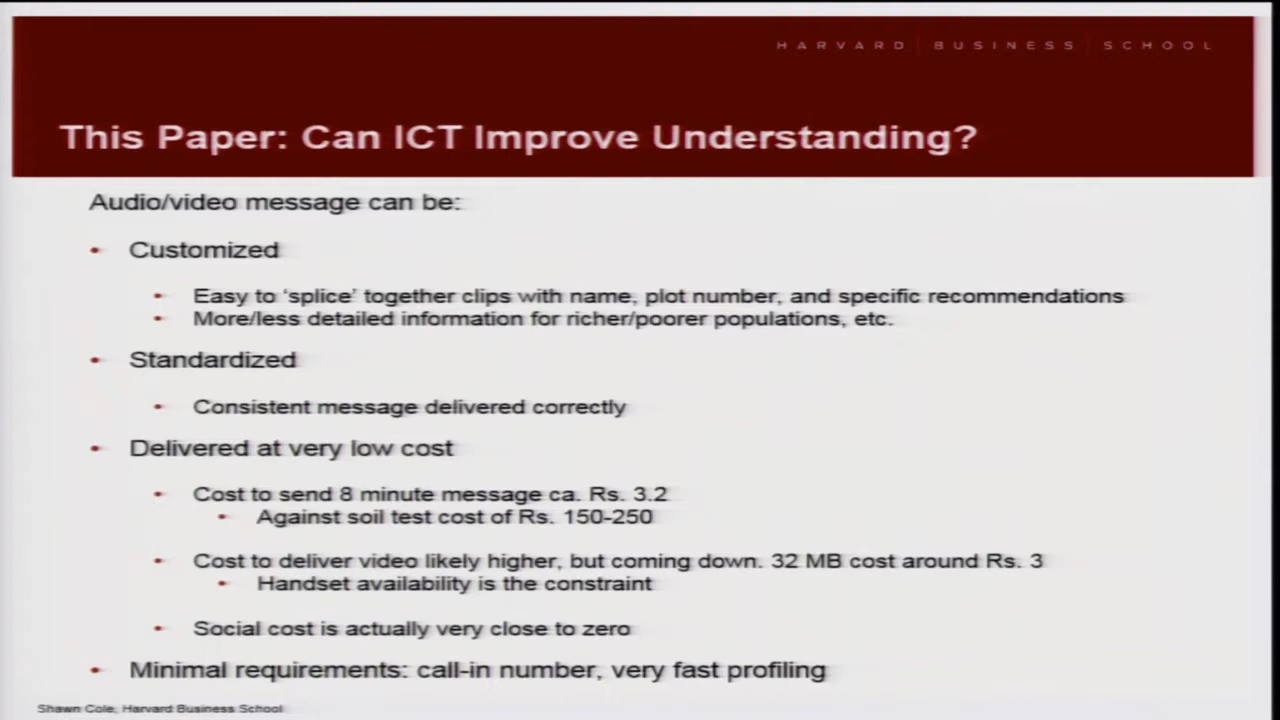 HARVARD | BUSINESS | SCHOOL
This Paper: Can ICT Improve Understanding?
Audio/video message can be:
• Customized
• Easy to ‘splice’ together clips with name, plot number, and specific recommendations
• More/less detailed information for richer/poorer populations, etc.
• Standardized
• Consistent message delivered correctly
• Delivered at very low cost
• Cost to send 8 minute message ca. Rs. 3.2
• Against soil test cost of Rs. 150-250
• Cost to deliver video likely higher, but coming down. 32 MB cost around Rs. 3
• Handset availability is the constraint
• Social cost is actually very close to zero
• Minimal requirements: call-in number, very fast profiling
Shawn Cole, Harvard Business School